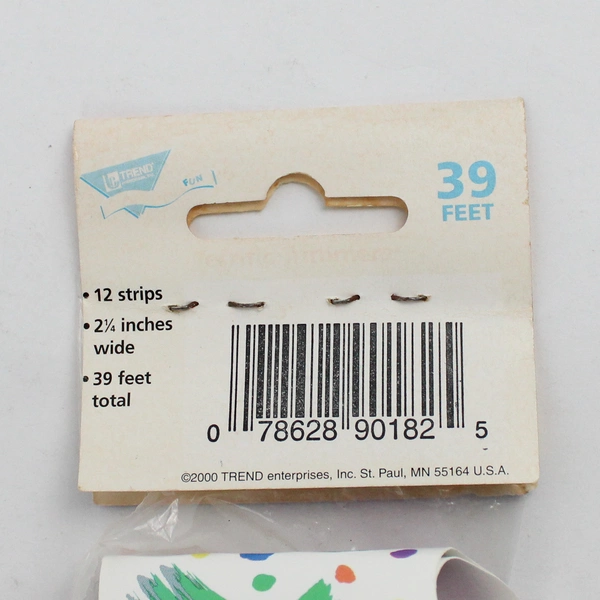 TREND
FUN
39
FEET
• 12 strips
• 2¼ inches
wide
• 39 feet
total
0 78628 90182 5
©2000 TREND enterprises, Inc. St. Paul, MN 55164 U.S.A.